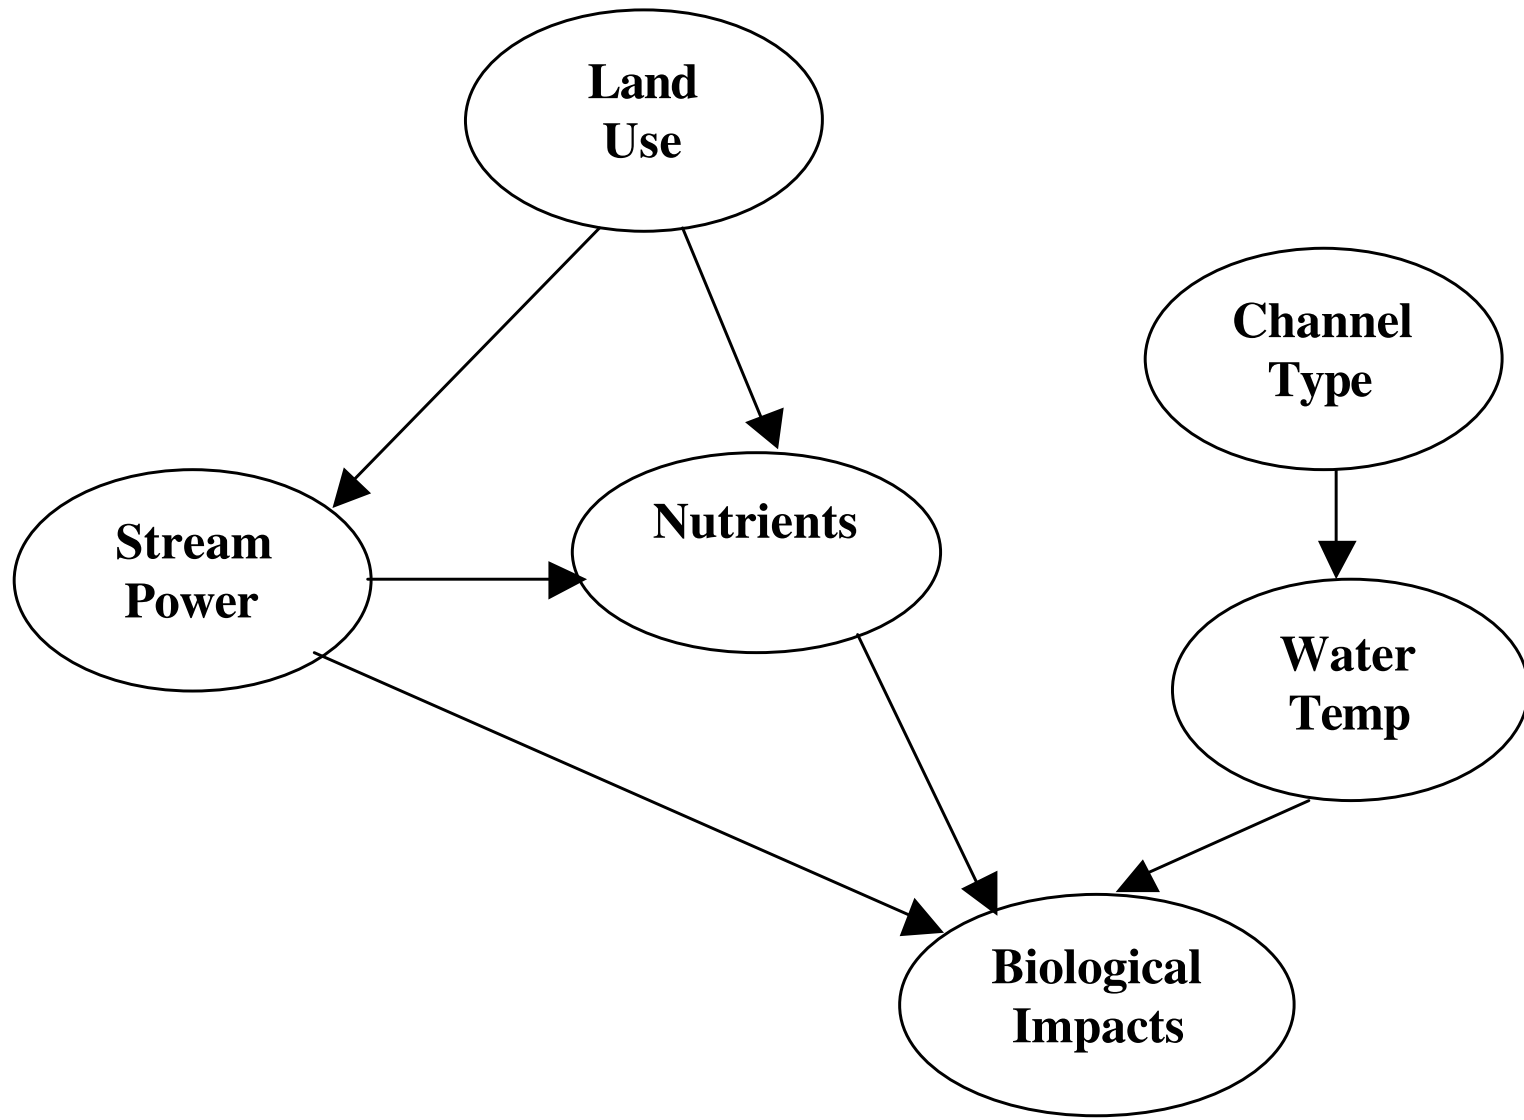 Land
Use
Channel
Type
Stream
Power
Nutrients
Water
Temp
Biological
Impacts